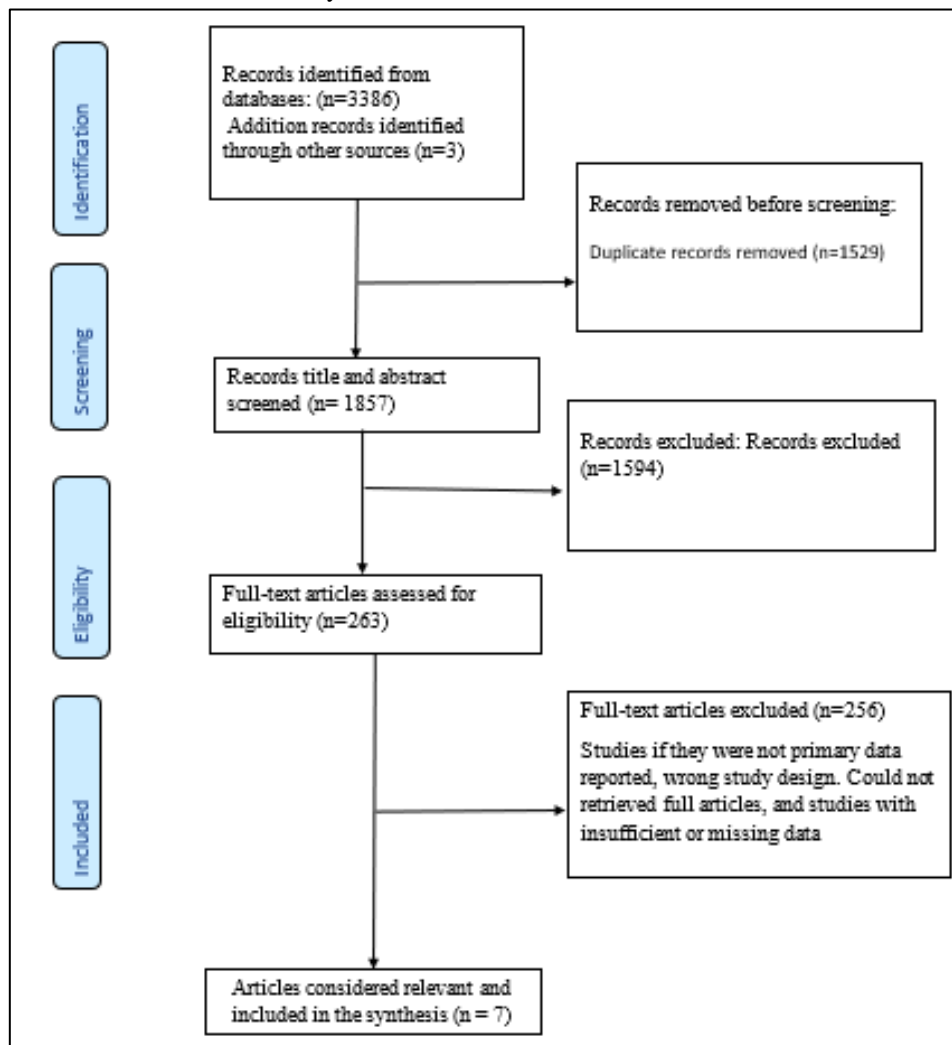 Identification
Records identified from
databases: (n=3386)
Addition records identified
through other sources (n=3)
Records removed before screening:
Duplicate records removed (n=1529)
Screening
Records title and abstract
screened (n= 1857)
Records excluded: Records excluded
(n=1594)
Eligibility
Full-text articles assessed for
eligibility (n=263)
Included
Full-text articles excluded (n=256)
Studies if they were not primary data
reported, wrong study design. Could not
retrieved full articles, and studies with
insufficient or missing data
Articles considered relevant and
included in the synthesis (n = 7)